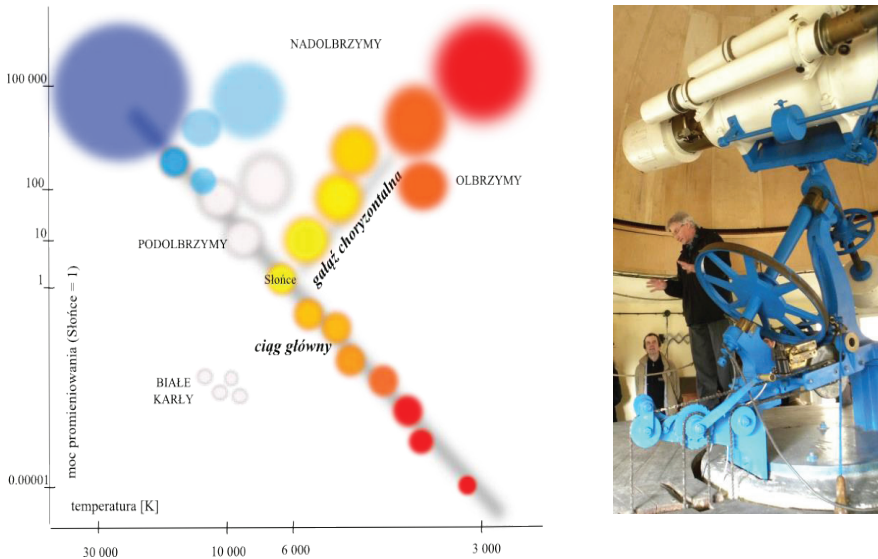 NADOLBRZYMY
100 000
100
OLBRZYMY
gałąź choryzontalna
PODOLBRZYMY
10
1
Słońce
ciąg główny
moc promieniowania (Słońce = 1)
BIAŁE
KARŁY
0.00001
temperatura [K]
30 000
10 000
6 000
3 000